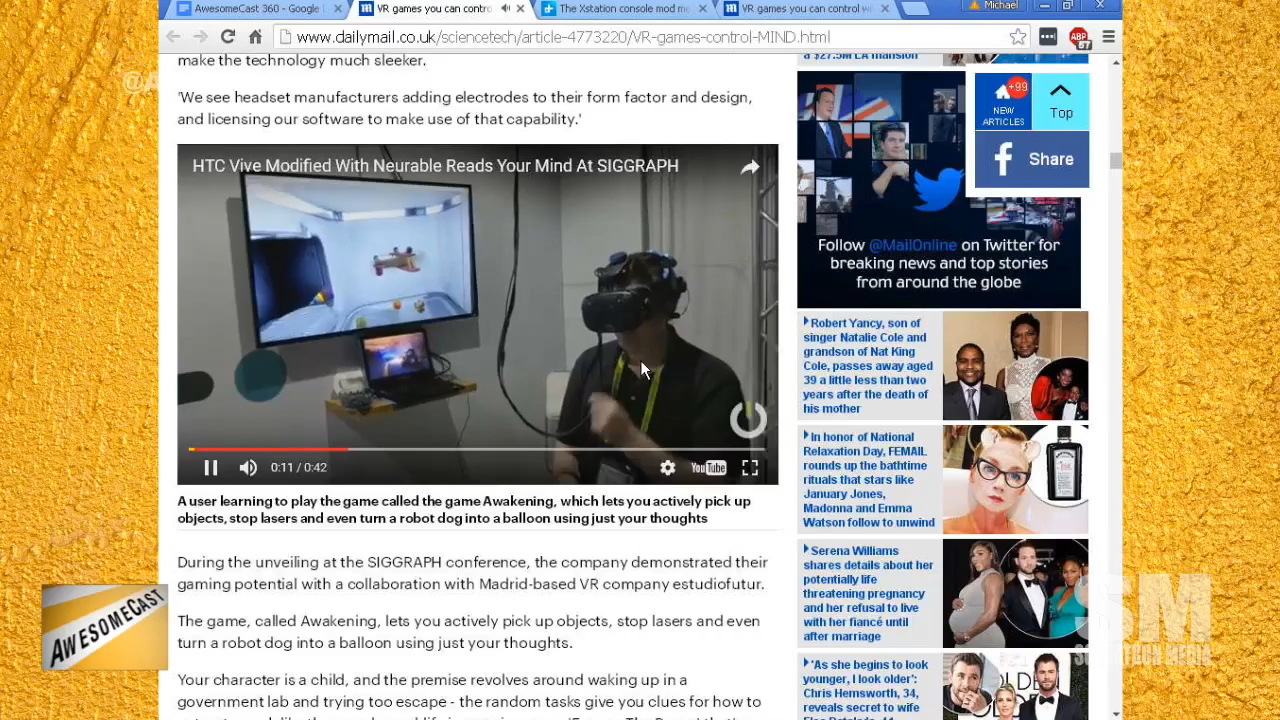 AwesomeCast 360 - Google
VR games you can contro
The Xstation console mod me
VR games you can control wi
Michael
www.dailymail.co.uk/sciencetech/article-4773220/VR-games-control-MIND.html
ABP
67
@A
make the technology much sleeker.
'We see headset manufacturers adding electrodes to their form factor and design,
and licensing our software to make use of that capability.'
HTC Vive Modified With Neurable Reads Your Mind At SIGGRAPH
0:11 / 0:42
YouTube
A user learning to play the game called the game Awakening, which lets you actively pick up
objects, stop lasers and even turn a robot dog into a balloon using just your thoughts
During the unveiling at the SIGGRAPH conference, the company demonstrated their
gaming potential with a collaboration with Madrid-based VR company estudiofutur.
The game, called Awakening, lets you actively pick up objects, stop lasers and even
turn a robot dog into a balloon using just your thoughts.
Your character is a child, and the premise revolves around waking up in a
government lab and trying too escape - the random tasks give you clues for how to
a $27.5M LA mansion
+99
NEW
ARTICLES
Top
Share
Follow @MailOnline on Twitter for
breaking news and top stories
from around the globe
Robert Yancy, son of
singer Natalie Cole and
grandson of Nat King
Cole, passes away aged
39 a little less than two
years after the death of
his mother
In honor of National
Relaxation Day, FEMAIL
rounds up the bathtime
rituals that stars like
January Jones,
Madonna and Emma
Watson follow to unwind
Serena Williams
shares details about her
potentially life
threatening pregnancy
and her refusal to live
with her fiancé until
after marriage
'As she begins to look
younger, I look older':
Chris Hemsworth, 34,
reveals secret to wife
AWESOMECAST
SM